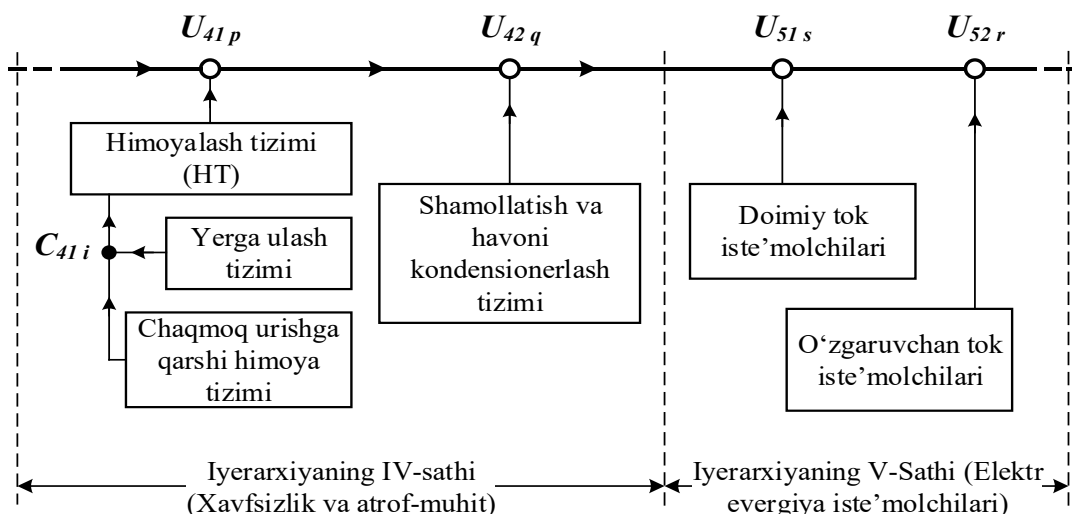 U41 p
U42 q
U51 s
U52 r
Himoyalash tizimi
(HT)
C41 i
Yerga ulash
tizimi
Chaqmoq urishga
qarshi himoya
tizimi
Shamollatish va
havoni
kondensionerlash
tizimi
Doimiy tok
iste’molchilari
O‘zgaruvchan tok
iste’molchilari
Iyerarxiyaning IV-sathi
(Xavfsizlik va atrof-muhit)
Iyerarxiyaning V-Sathi (Elektr
evergiya iste’molchilari)